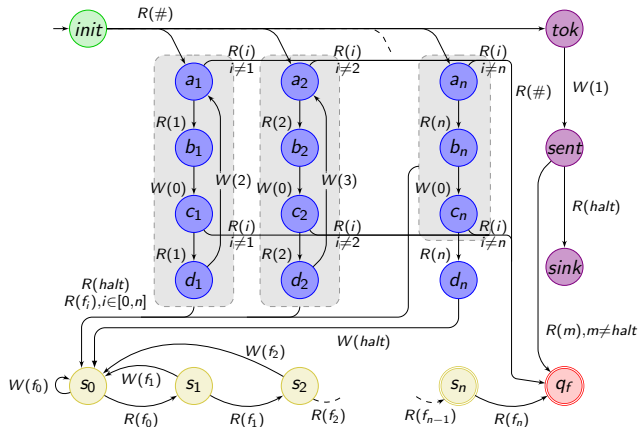 init
R(#)
tok
R(i)
i≠1
R(i)
i≠2
R(i)
i≠n
a1
a2
an
R(#)
W(1)
R(1)
R(2)
R(n)
b1
b2
bn
sent
W(0)
W(2)
W(0)
W(3)
W(0)
R(halt)
c1
c2
cn
R(i)
i≠1
R(i)
i≠2
R(i)
i≠n
R(1)
R(2)
R(n)
d1
d2
dn
sink
R(halt)
R(fi),i∈[0,n]
W(halt)
R(m),m≠halt
W(f2)
W(f1)
W(f0)
s0
s1
s2
sn
qf
R(f0)
R(f1)
R(f2)
R(fn−1)
R(fn)